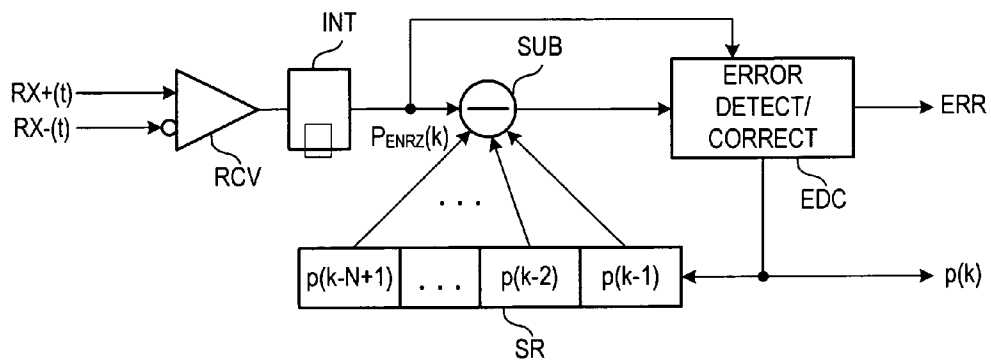 INT
SUB
RX+(t)
RX-(t)
RCV
P_ENRZ(k)
ERROR
DETECT/
CORRECT
ERR
EDC
. . .
p(k-N+1) . . . p(k-2) p(k-1)
p(k)
SR